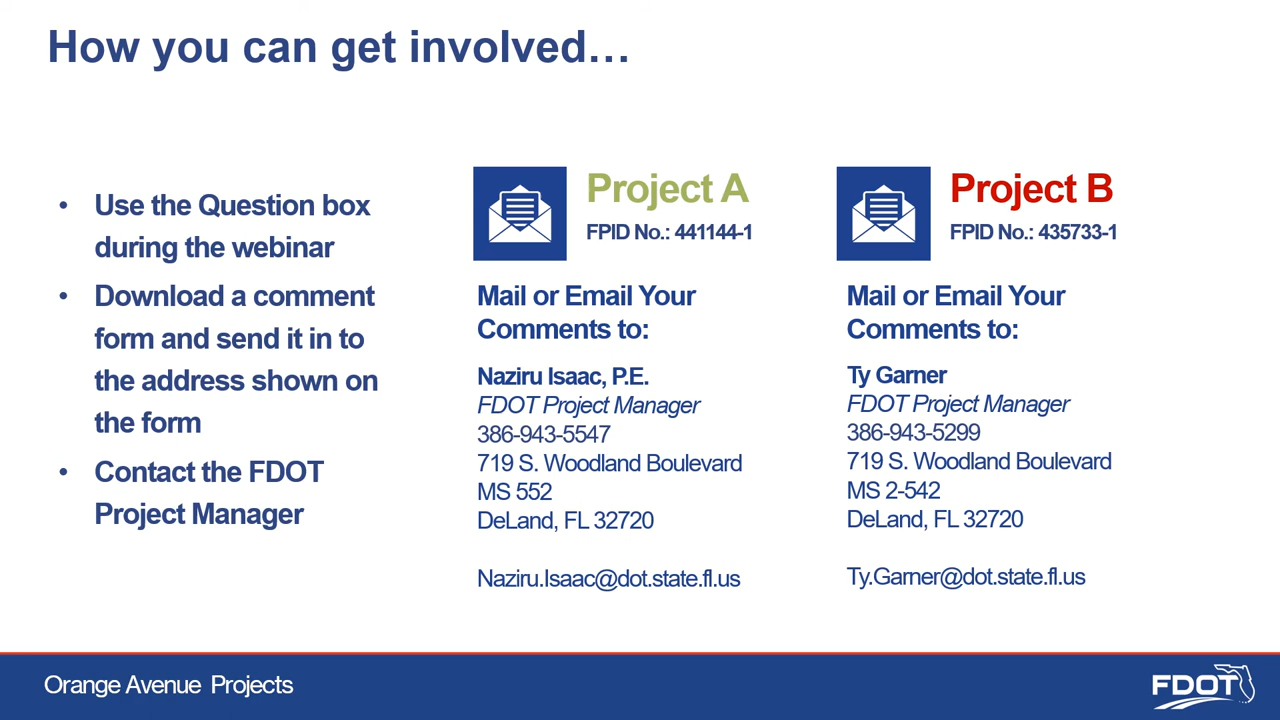 How you can get involved…
• Use the Question box
during the webinar
• Download a comment
form and send it in to
the address shown on
the form
• Contact the FDOT
Project Manager
Project A
FPID No.: 441144-1
Mail or Email Your
Comments to:
Naziru Isaac, P.E.
FDOT Project Manager
386-943-5547
719 S. Woodland Boulevard
MS 552
DeLand, FL 32720
Naziru.Isaac@dot.state.fl.us
Project B
FPID No.: 435733-1
Mail or Email Your
Comments to:
Ty Garner
FDOT Project Manager
386-943-5299
719 S. Woodland Boulevard
MS 2-542
DeLand, FL 32720
Ty.Garner@dot.state.fl.us
Orange Avenue Projects
FDOT